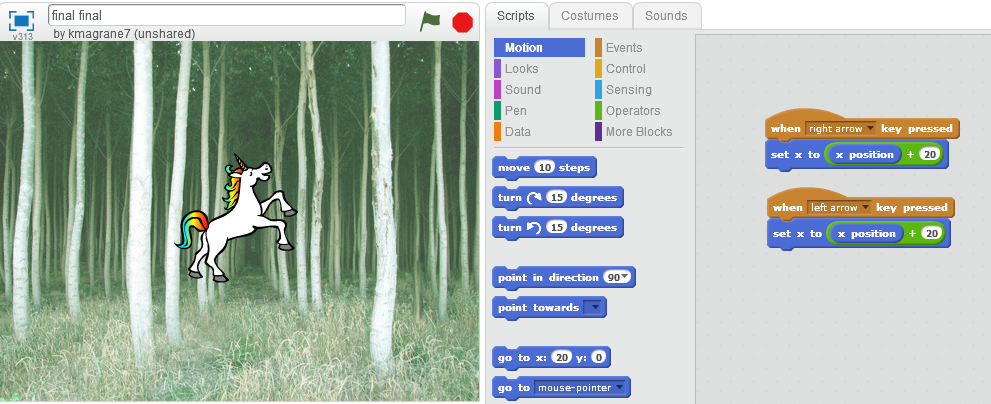 final final
v313
by kmagrane7 (unshared)
Scripts
Costumes
Sounds
Motion
Looks
Sound
Pen
Data
Events
Control
Sensing
Operators
More Blocks
move 10 steps
turn 15 degrees
turn 15 degrees
point in direction 90
point towards
go to x: 20 y: 0
go to mouse-pointer
when right arrow key pressed
set x to x position + 20
when left arrow key pressed
set x to x position + 20